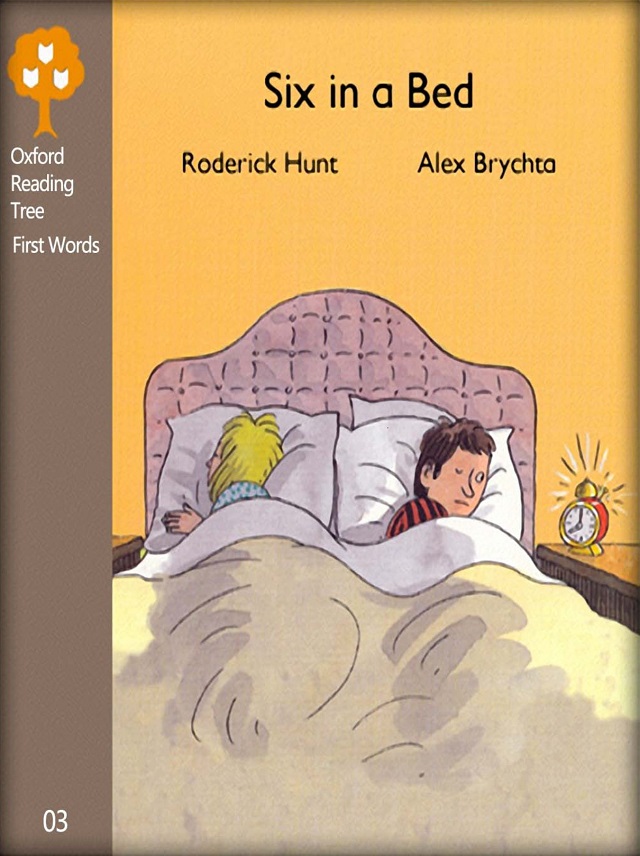 Six in a Bed
Roderick Hunt Alex Brychta
Oxford
Reading
Tree
First Words
03